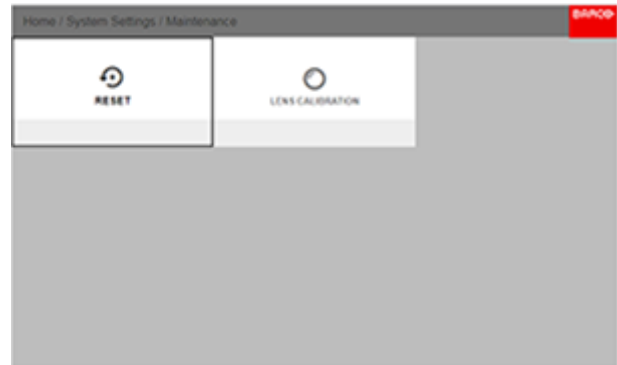 Home / System Settings / Maintenance
BARCO
RESET
LENS CALIBRATION